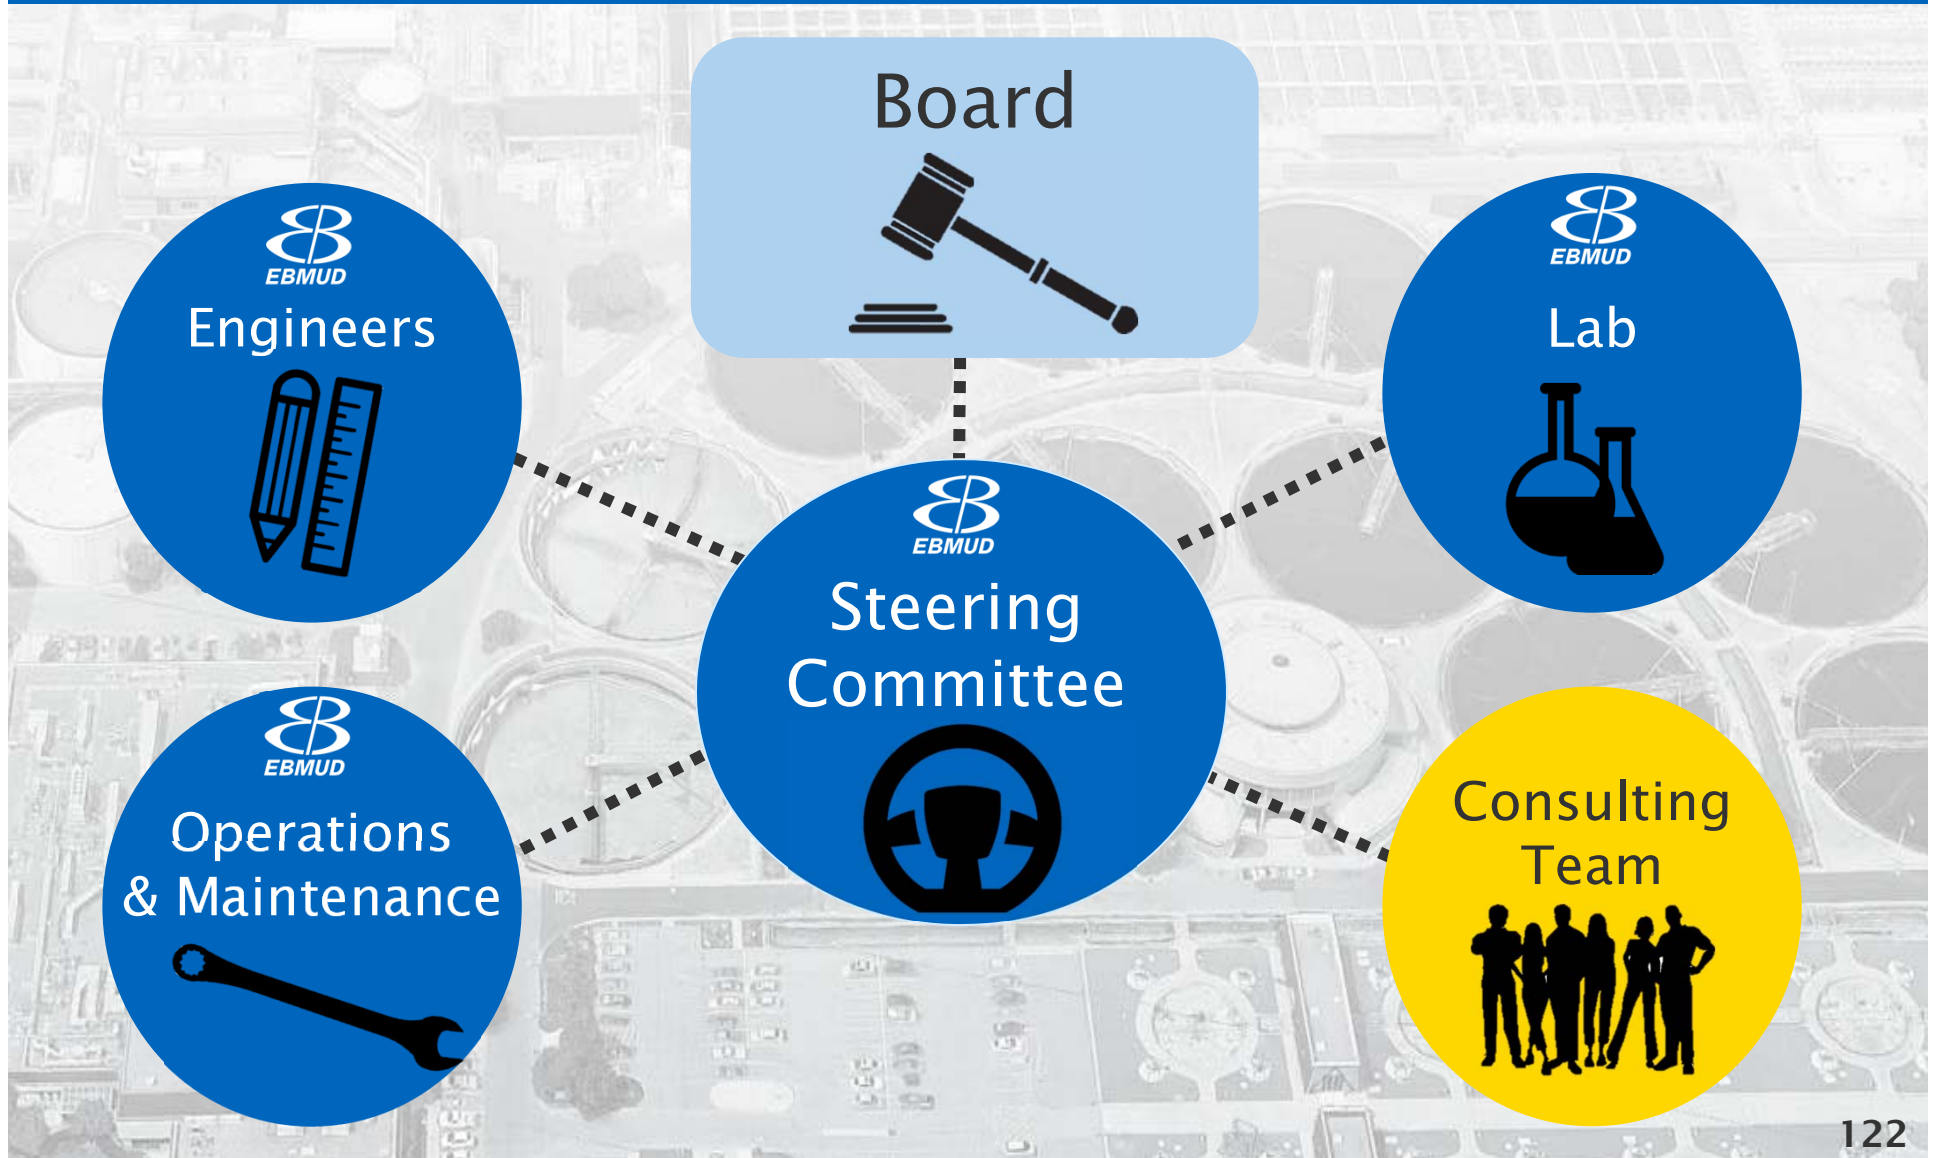 Board
EBMUD
Engineers
EBMUD
Lab
EBMUD
Steering
Committee
EBMUD
Operations
& Maintenance
Consulting
Team
122